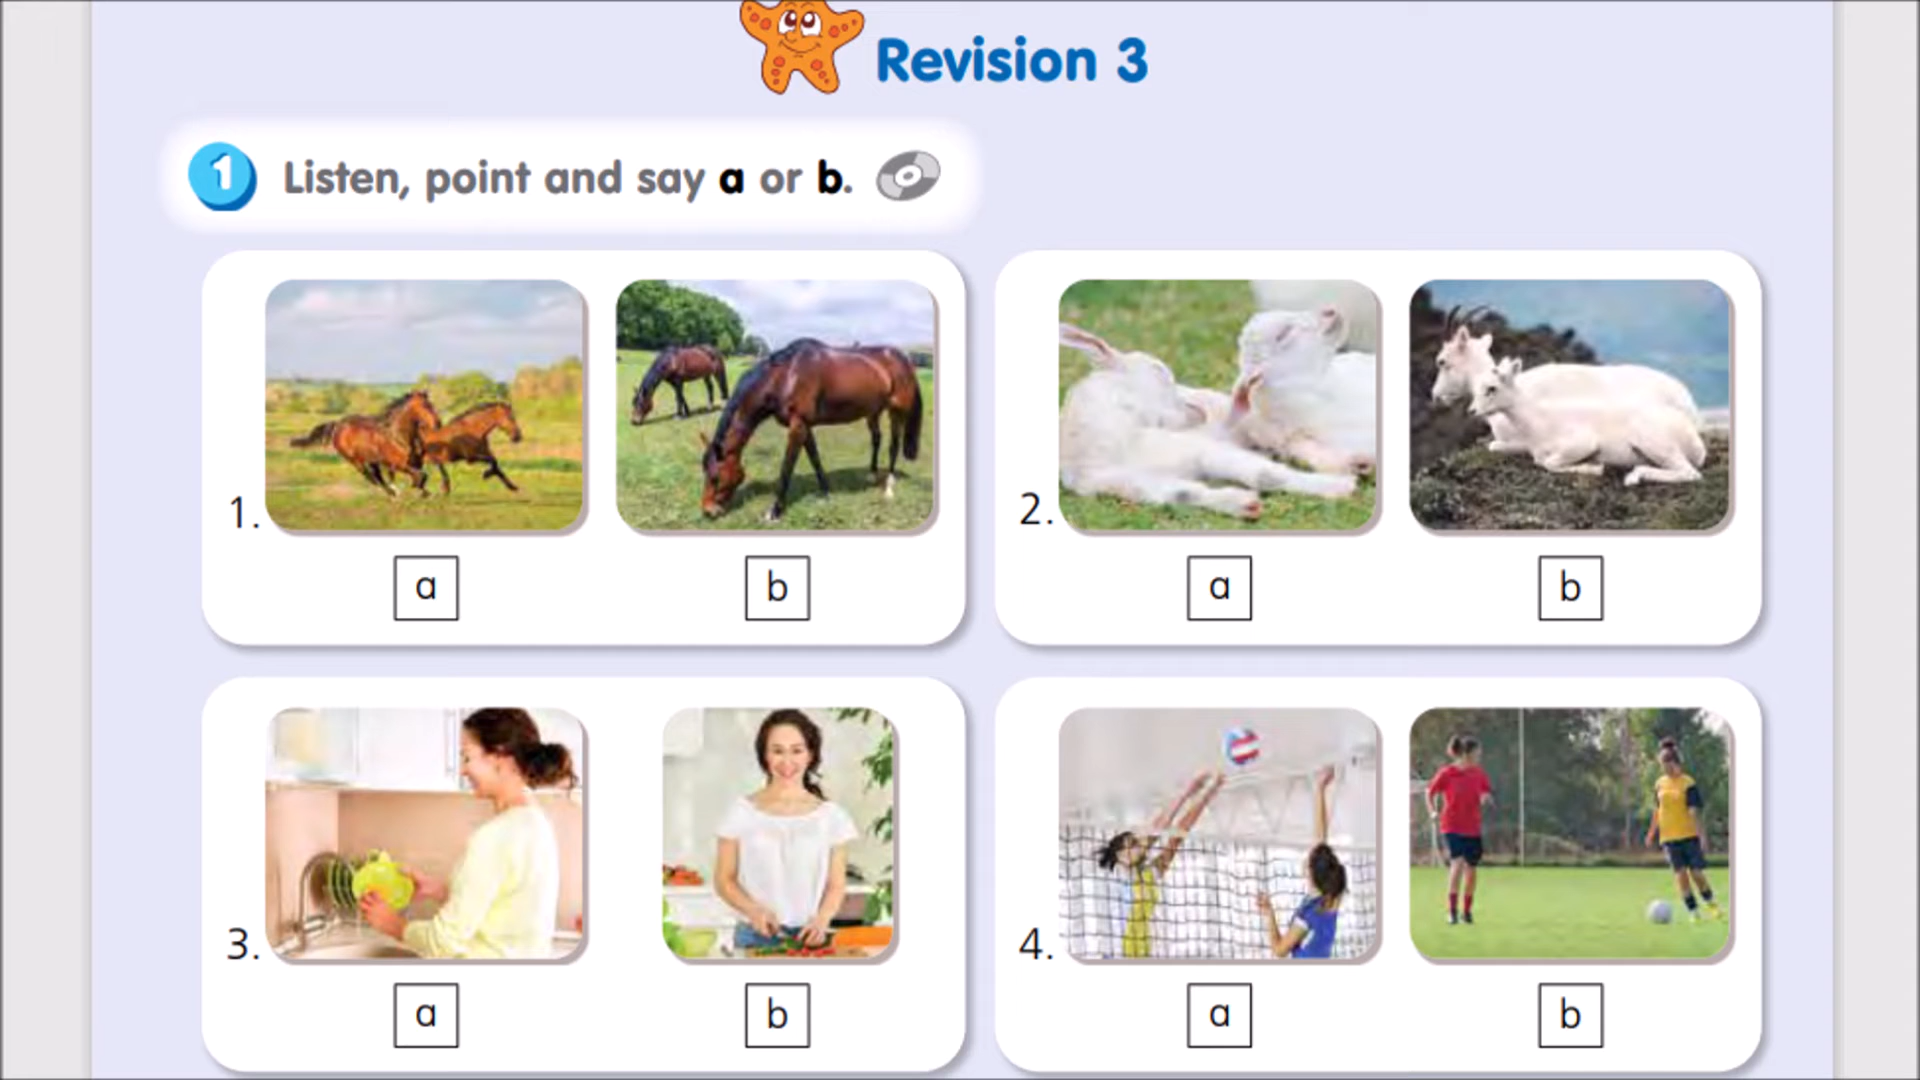 Revision 3
1 Listen, point and say a or b.
1.
a
b
2.
a
b
3.
a
b
4.
a
b